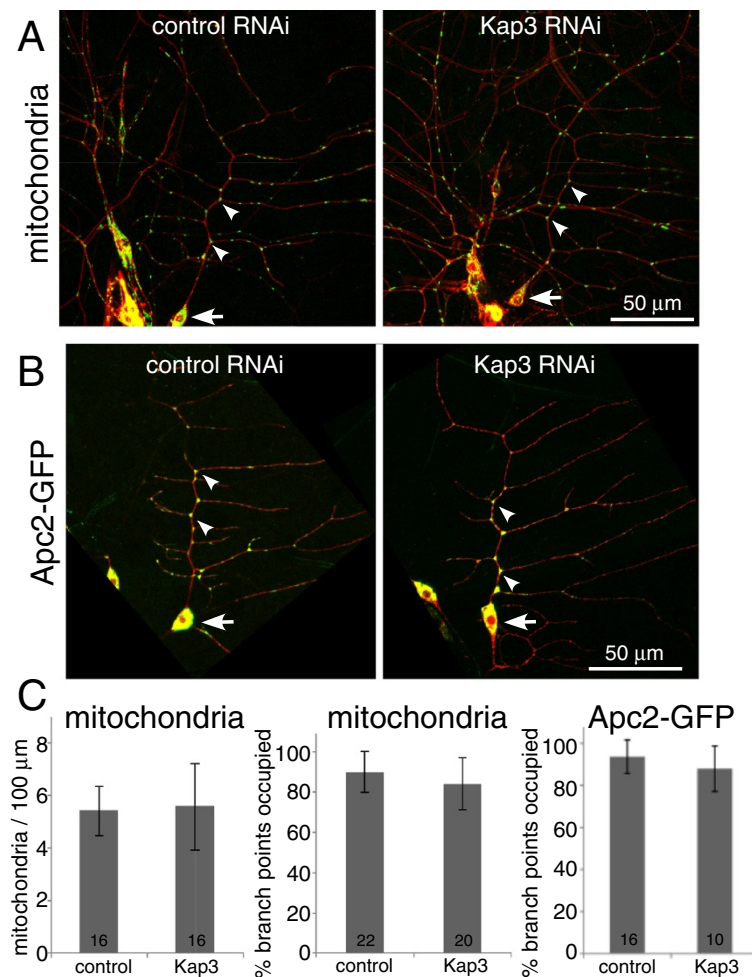 A
control RNAi
Kap3 RNAi
mitochondria
50 μm
B
control RNAi
Kap3 RNAi
Apc2-GFP
50 μm
C
mitochondria
mitochondria / 100 μm
8
6
4
2
0
16
16
control
Kap3
mitochondria
% branch points occupied
100
80
60
40
20
0
22
20
control
Kap3
Apc2-GFP
% branch points occupied
100
80
60
40
20
0
16
10
control
Kap3